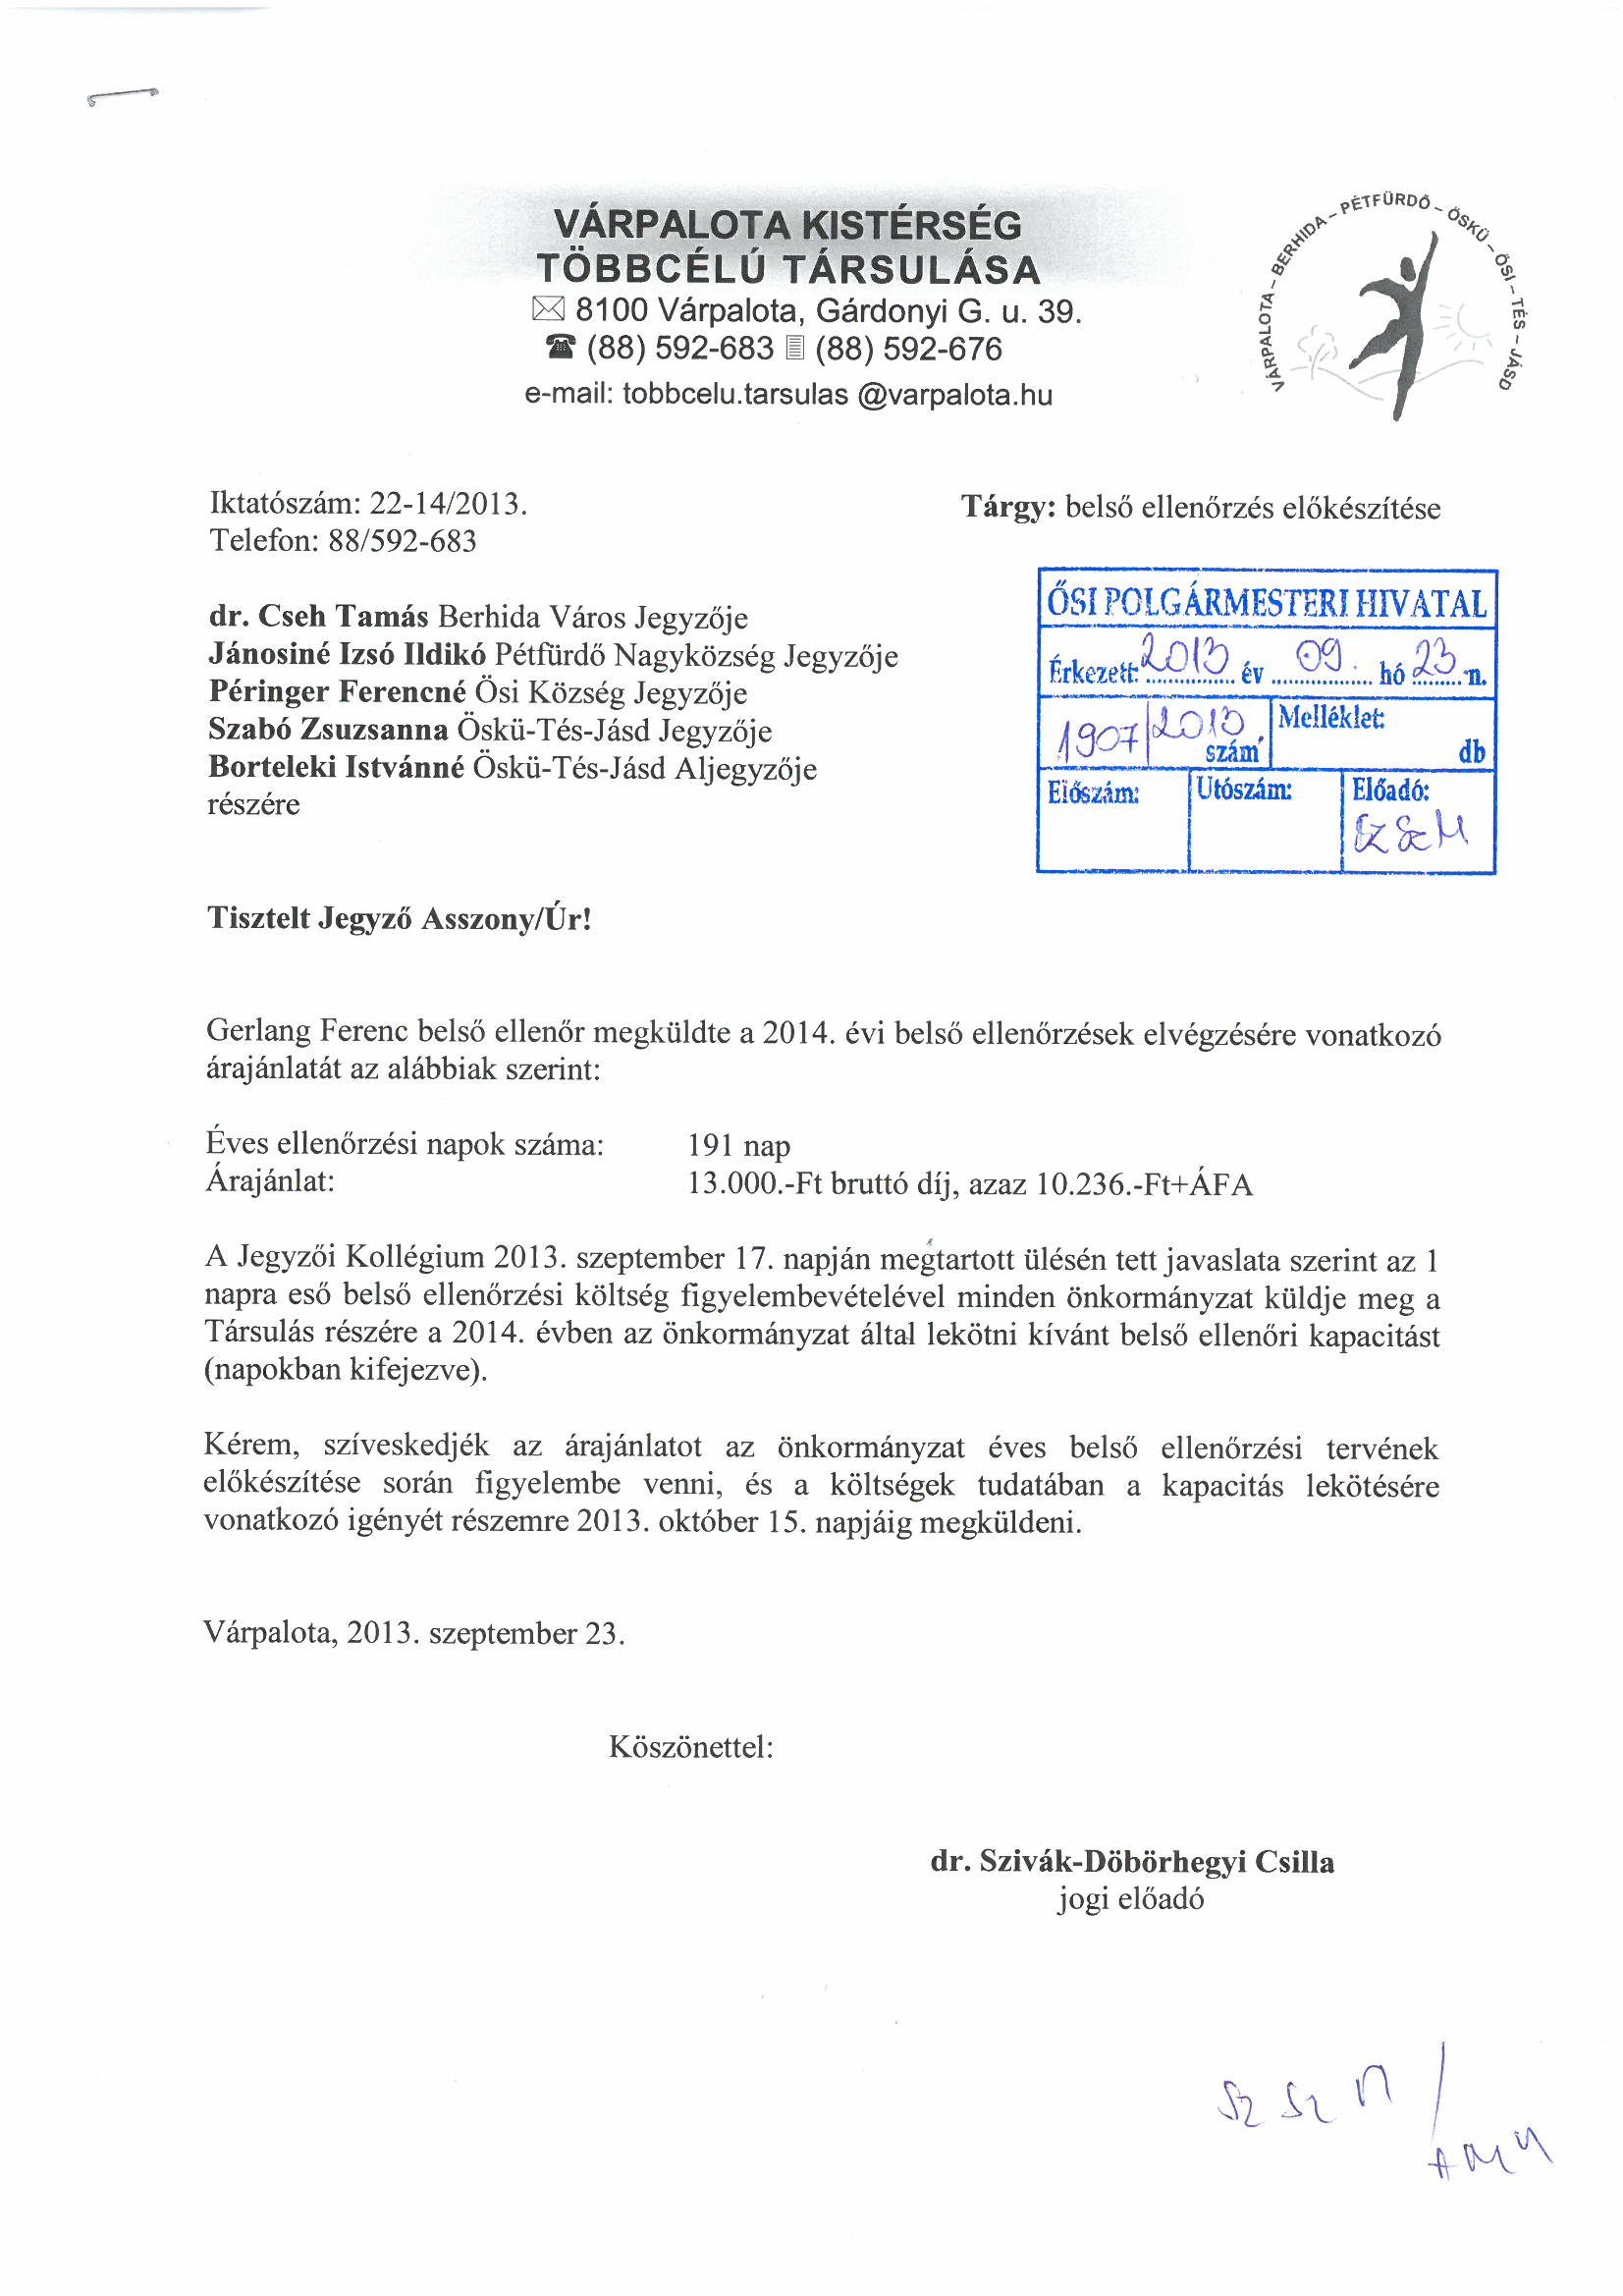 VÁRPALOTA KISTÉRSÉG
TÖBBCÉLÚ TÁRSULÁSA
8100 Várpalota, Gárdonyi G. u. 39.
(88) 592-683 (88) 592-676
e-mail: tobbcelu.tarsulas @varpalota.hu
VÁRPALOTA – BERHIDA – PÉTFÜRDŐ – ÖSKÜ – ŐSI – TÉS – JÁSD
Iktatószám: 22-14/2013.
Telefon: 88/592-683
Tárgy: belső ellenőrzés előkészítése
dr. Cseh Tamás Berhida Város Jegyzője
Jánosiné Izsó Ildikó Pétfürdő Nagyközség Jegyzője
Péringer Ferencné Ősi Község Jegyzője
Szabó Zsuzsanna Öskü-Tés-Jásd Jegyzője
Borteleki Istvánné Öskü-Tés-Jásd Aljegyzője
részére
ŐSI POLGÁRMESTERI HIVATAL
Érkezett: 2013 év 09. hó 23 n.
1907/2013. szám Melléklet: db
Előszám: Utószám: Előadó:
SZSZM
Tisztelt Jegyző Asszony/Úr!
Gerlang Ferenc belső ellenőr megküldte a 2014. évi belső ellenőrzések elvégzésére vonatkozó
árajánlatát az alábbiak szerint:
Éves ellenőrzési napok száma: 191 nap
Árajánlat: 13.000.-Ft bruttó díj, azaz 10.236.-Ft+ÁFA
A Jegyzői Kollégium 2013. szeptember 17. napján megtartott ülésén tett javaslata szerint az 1
napra eső belső ellenőrzési költség figyelembevételével minden önkormányzat küldje meg a
Társulás részére a 2014. évben az önkormányzat által lekötni kívánt belső ellenőri kapacitást
(napokban kifejezve).
Kérem, szíveskedjék az árajánlatot az önkormányzat éves belső ellenőrzési tervének
előkészítése során figyelembe venni, és a költségek tudatában a kapacitás lekötésére
vonatkozó igényét részemre 2013. október 15. napjáig megküldeni.
Várpalota, 2013. szeptember 23.
Köszönettel:
dr. Szivák-Döbörhegyi Csilla
jogi előadó
SZ SZ M /